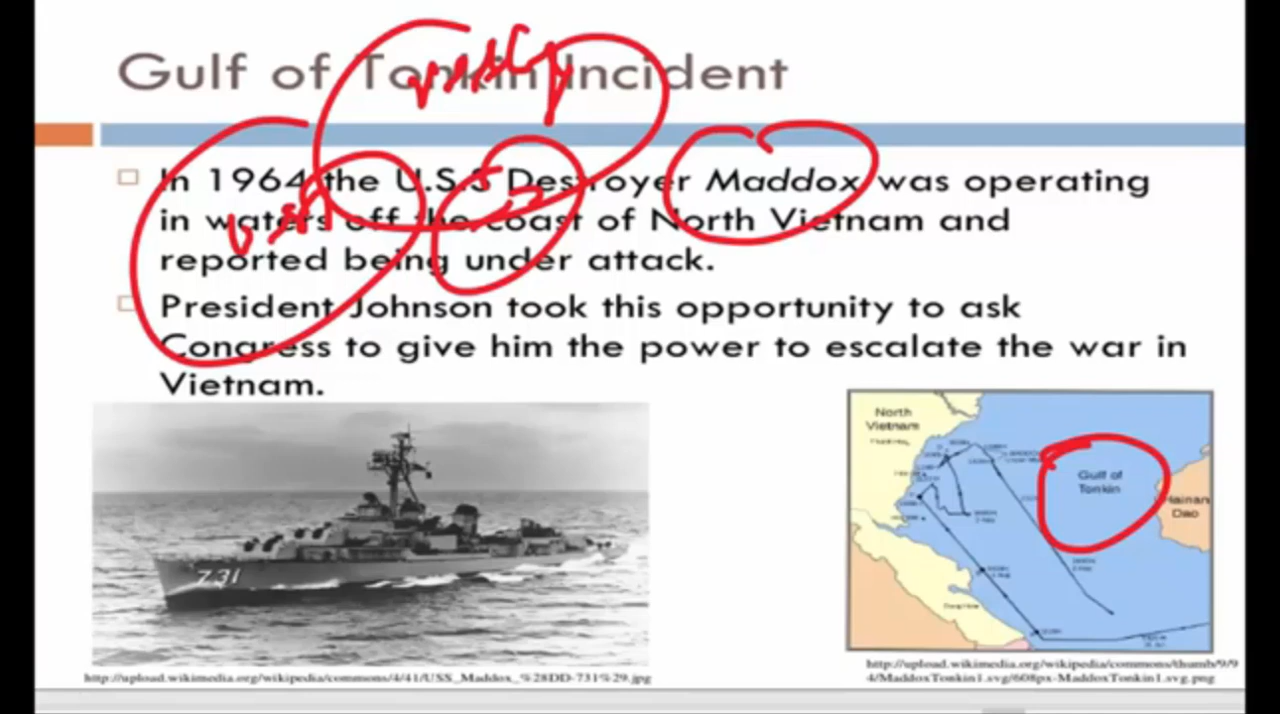 Gulf of Tonkin Incident
In 1964 the U.S.S Destroyer Maddox was operating
in waters off the coast of North Vietnam and
reported being under attack.
President Johnson took this opportunity to ask
Congress to give him the power to escalate the war in
Vietnam.
731
North
Vietnam
Gulf of
Tonkin
Hainan
Dao
http://upload.wikimedia.org/wikipedia/commons/4/41/USS_Maddox_%28DD-731%29.jpg
http://upload.wikimedia.org/wikipedia/commons/thumb/9/9
4/MaddoxTonkin1.svg/608px-MaddoxTonkin1.svg.png